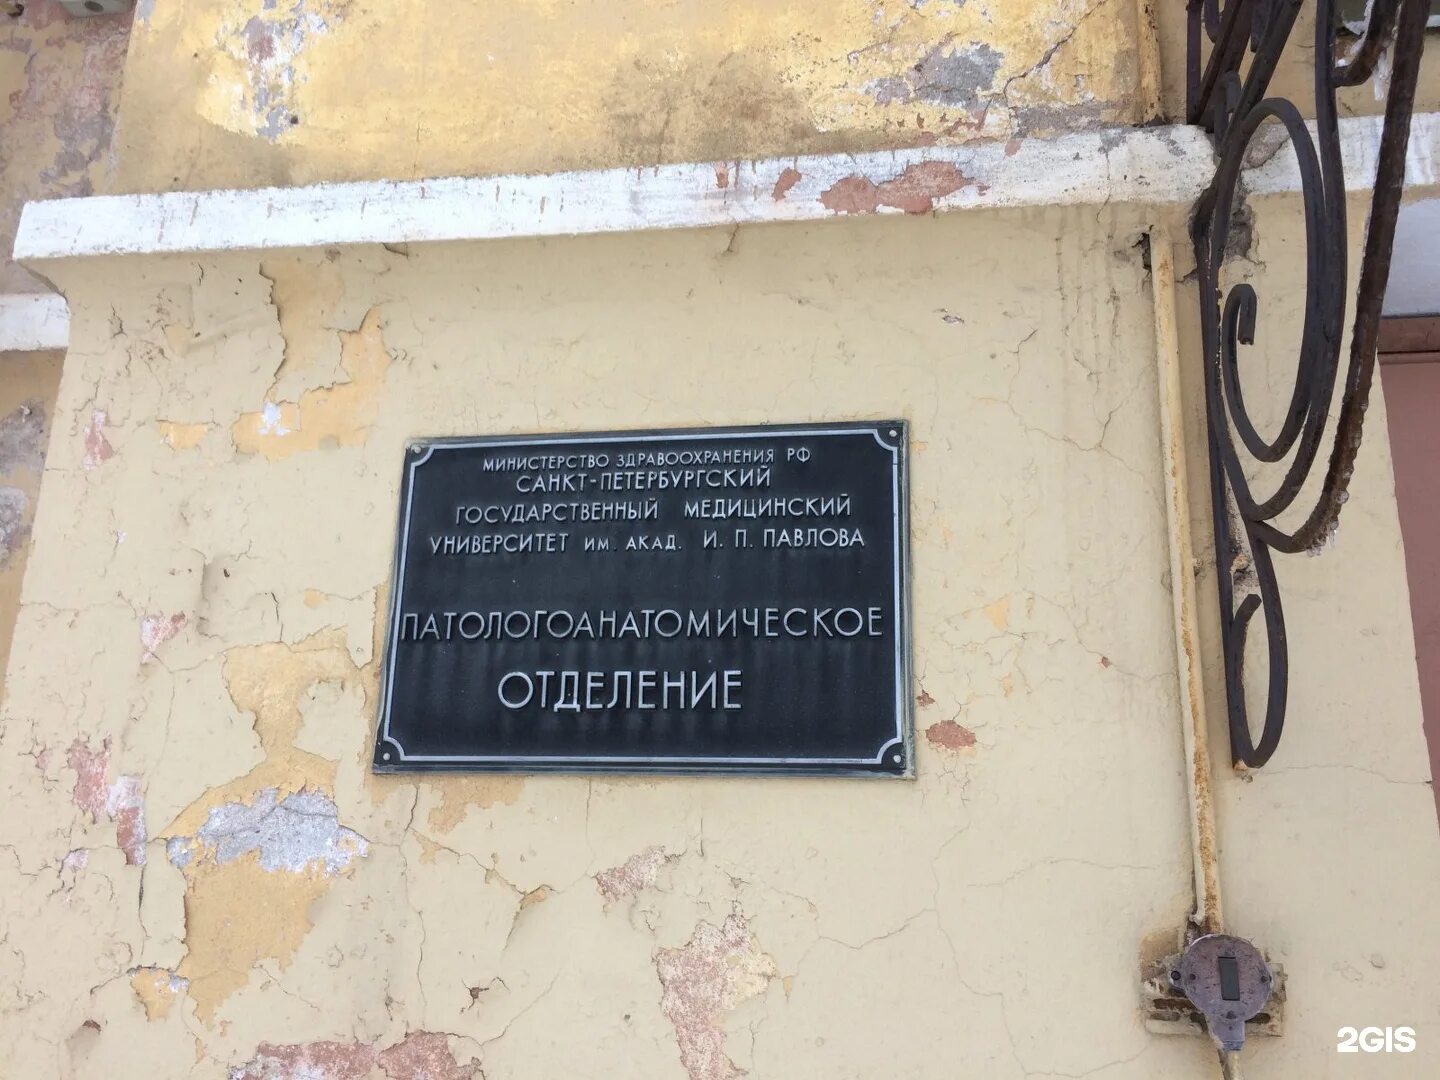 МИНИСТЕРСТВО ЗДРАВООХРАНЕНИЯ РФ
САНКТ-ПЕТЕРБУРГСКИЙ
ГОСУДАРСТВЕННЫЙ МЕДИЦИНСКИЙ
УНИВЕРСИТЕТ ИМ. АКАД. И. П. ПАВЛОВА
ПАТОЛОГОАНАТОМИЧЕСКОЕ
ОТДЕЛЕНИЕ
2GIS